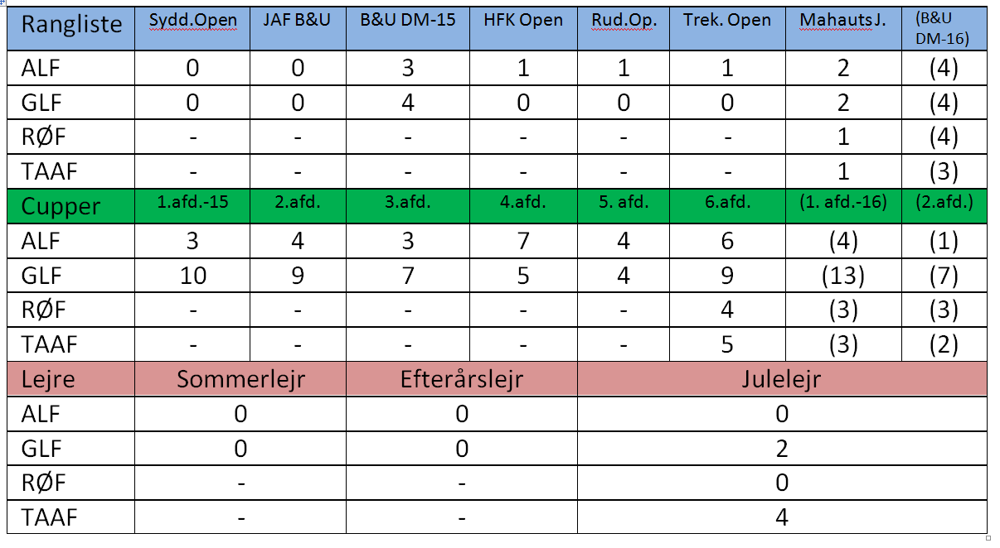 Rangliste Sydd.Open JAF B&U B&U DM-15 HFK Open Rud.Op. Trek. Open Mahauts J. (B&U DM-16)
ALF 0 0 3 1 1 1 2 (4)
GLF 0 0 4 0 0 0 2 (4)
RØF - - - - - - 1 (4)
TAAF - - - - - - 1 (3)
Cupper 1.afd.-15 2.afd. 3.afd. 4.afd. 5. afd. 6.afd. (1. afd.-16) (2.afd.)
ALF 3 4 3 7 4 6 (4) (1)
GLF 10 9 7 5 4 9 (13) (7)
RØF - - - - - 4 (3) (3)
TAAF - - - - - 5 (3) (2)
Lejre Sommerlejr Efterårslejr Julelejr
ALF 0 0 0
GLF 0 0 2
RØF - - 0
TAAF - - 4